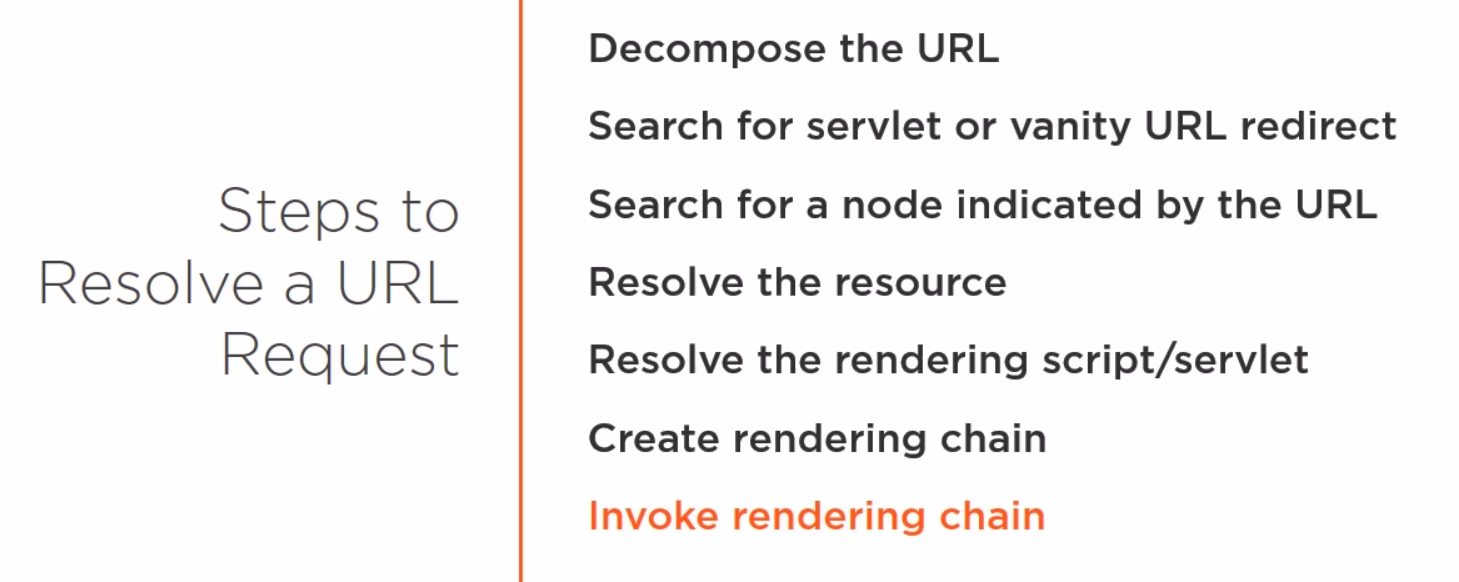 Steps to
Resolve a URL
Request
Decompose the URL
Search for servlet or vanity URL redirect
Search for a node indicated by the URL
Resolve the resource
Resolve the rendering script/servlet
Create rendering chain
Invoke rendering chain